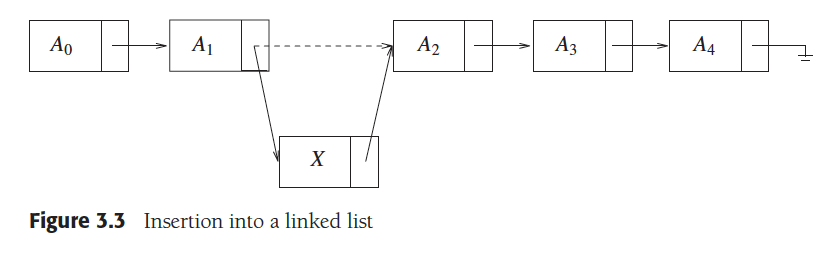 A₀ A₁ A₂ A₃ A₄
X
Figure 3.3 Insertion into a linked list